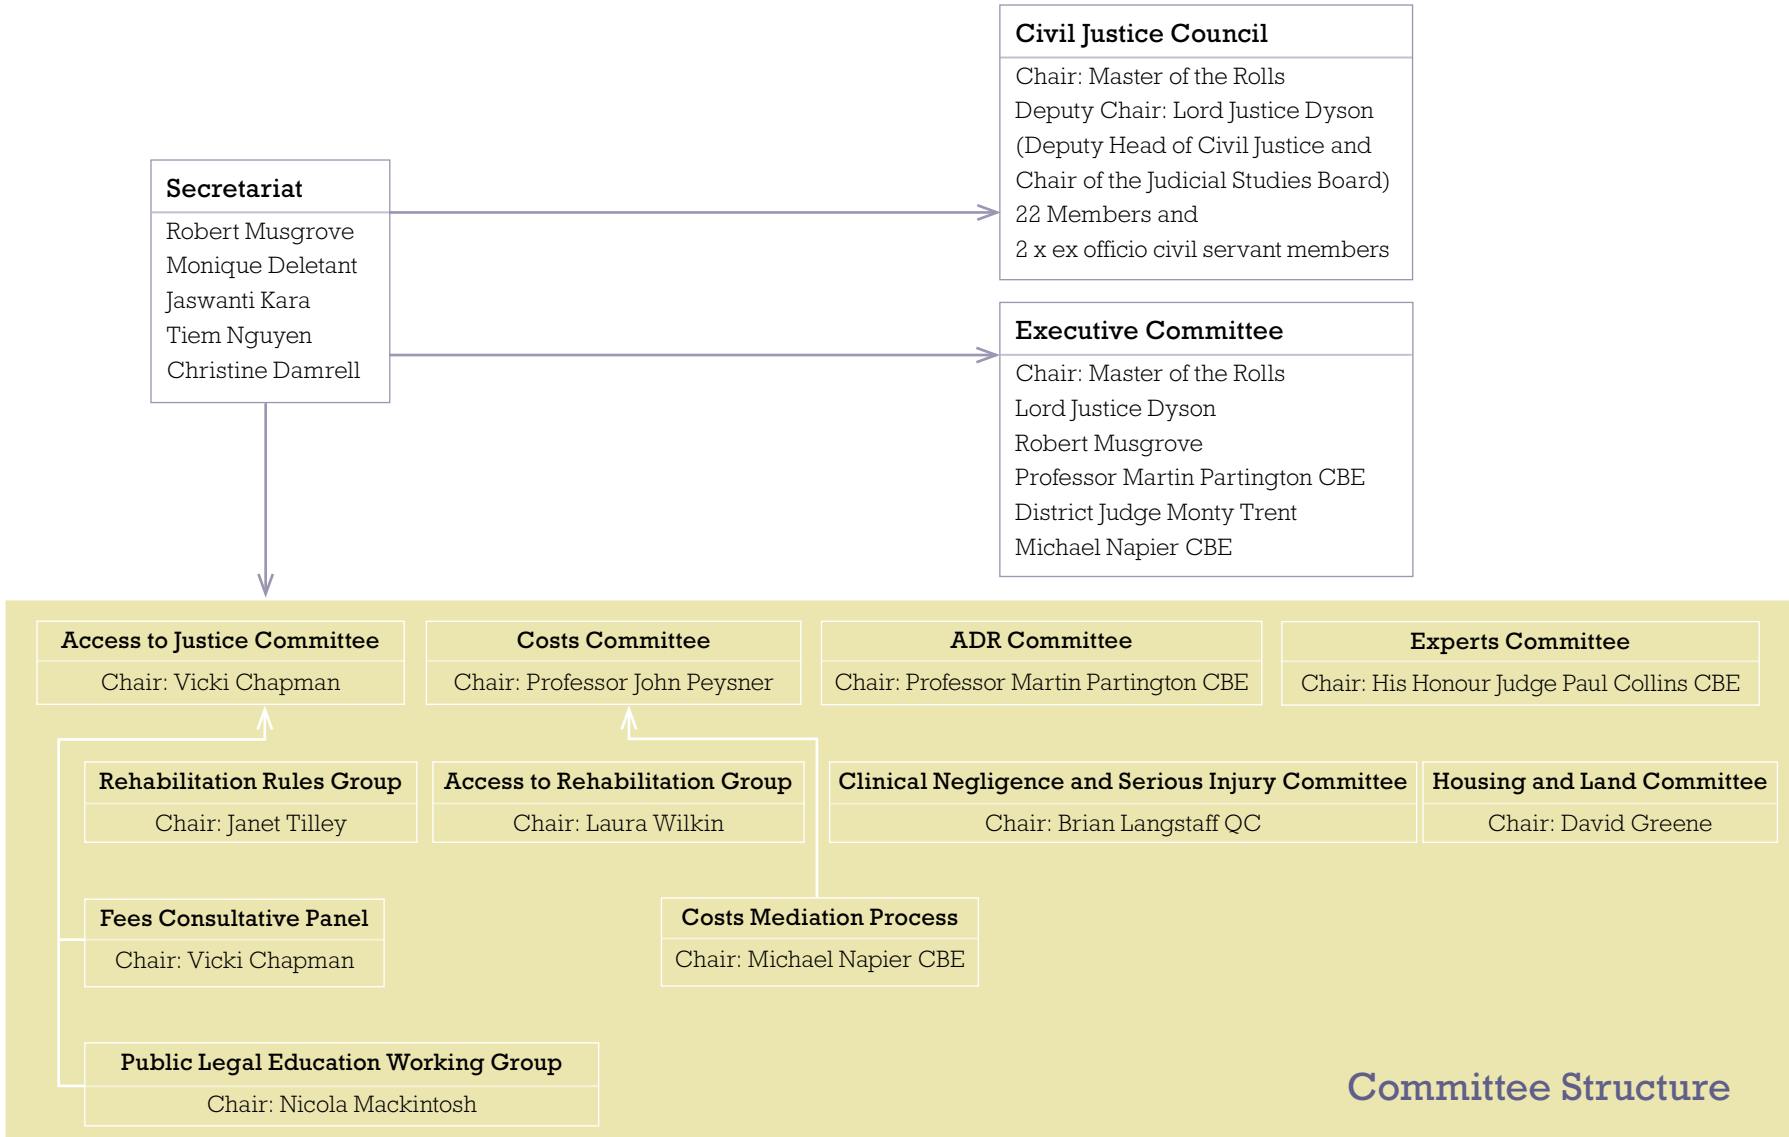 Civil Justice Council
Chair: Master of the Rolls
Deputy Chair: Lord Justice Dyson
(Deputy Head of Civil Justice and
Chair of the Judicial Studies Board)
22 Members and
2 x ex officio civil servant members
Secretariat
Robert Musgrove
Monique Deletant
Jaswanti Kara
Tiem Nguyen
Christine Damrell
Executive Committee
Chair: Master of the Rolls
Lord Justice Dyson
Robert Musgrove
Professor Martin Partington CBE
District Judge Monty Trent
Michael Napier CBE
Access to Justice Committee
Chair: Vicki Chapman
Costs Committee
Chair: Professor John Peysner
ADR Committee
Chair: Professor Martin Partington CBE
Experts Committee
Chair: His Honour Judge Paul Collins CBE
Rehabilitation Rules Group
Chair: Janet Tilley
Access to Rehabilitation Group
Chair: Laura Wilkin
Clinical Negligence and Serious Injury Committee
Chair: Brian Langstaff QC
Housing and Land Committee
Chair: David Greene
Fees Consultative Panel
Chair: Vicki Chapman
Costs Mediation Process
Chair: Michael Napier CBE
Public Legal Education Working Group
Chair: Nicola Mackintosh
Committee Structure